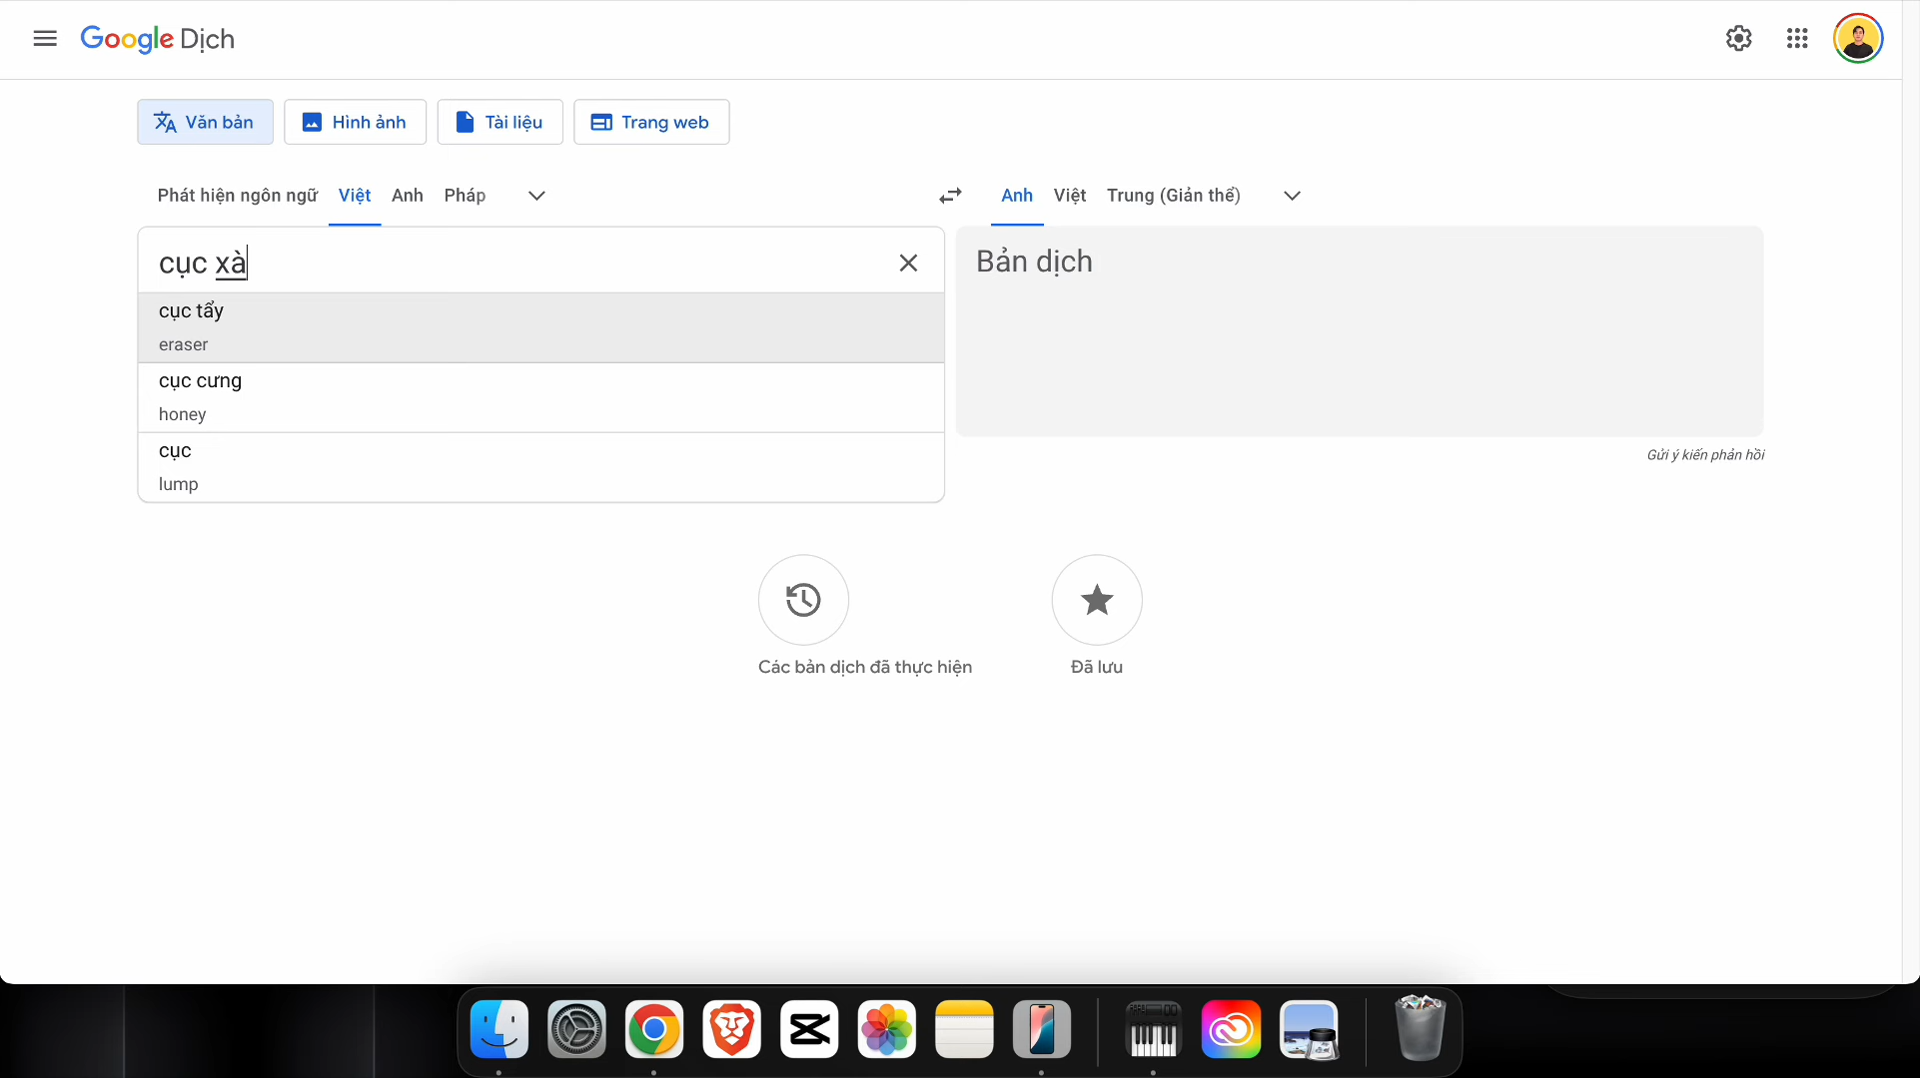 Google Dịch
Văn bản
Hình ảnh
Tài liệu
Trang web
Phát hiện ngôn ngữ
Việt
Anh
Pháp
Anh
Việt
Trung (Giản thể)
cục xà
cục tẩy
eraser
cục cưng
honey
cục
lump
Bản dịch
Gửi ý kiến phản hồi
Các bản dịch đã thực hiện
Đã lưu